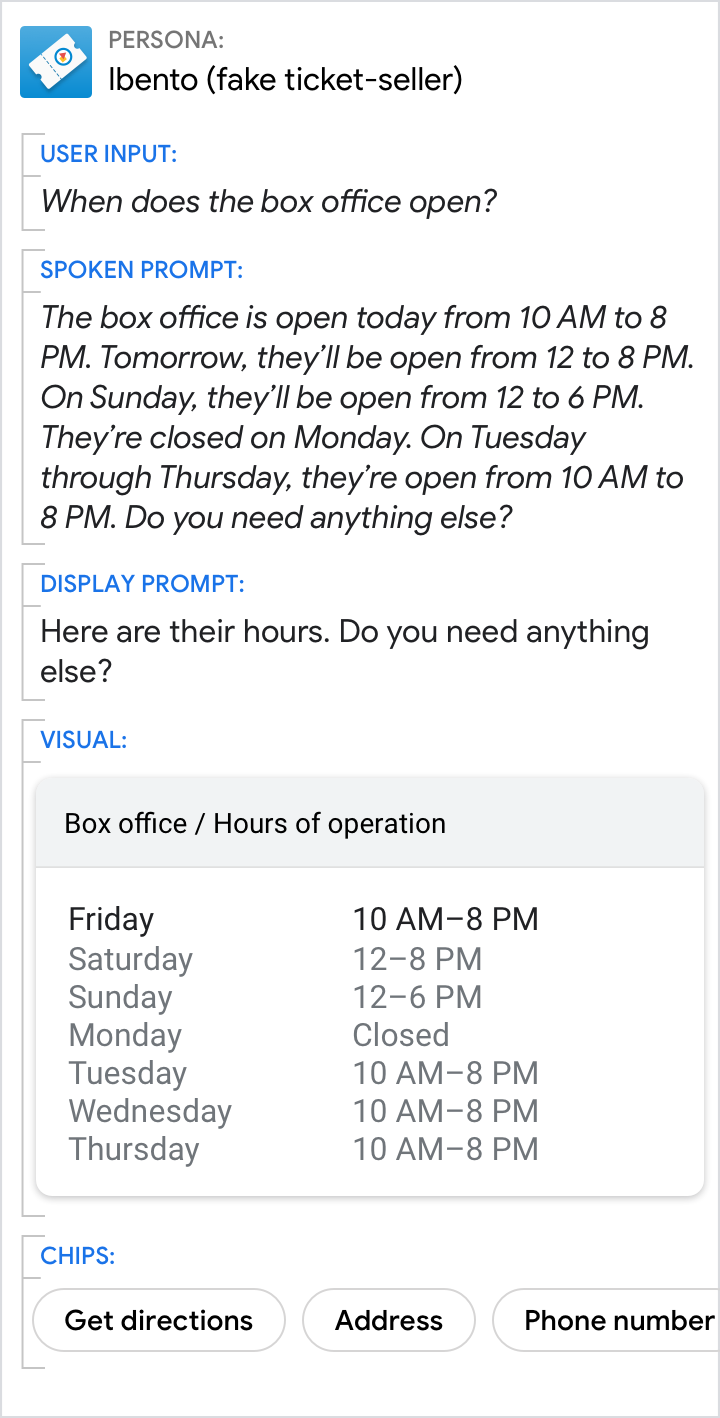 PERSONA:
Ibento (fake ticket-seller)
USER INPUT:
When does the box office open?
SPOKEN PROMPT:
The box office is open today from 10 AM to 8
PM. Tomorrow, they’ll be open from 12 to 8 PM.
On Sunday, they’ll be open from 12 to 6 PM.
They’re closed on Monday. On Tuesday
through Thursday, they’re open from 10 AM to
8 PM. Do you need anything else?
DISPLAY PROMPT:
Here are their hours. Do you need anything
else?
VISUAL:
Box office / Hours of operation
Friday 10 AM–8 PM
Saturday 12–8 PM
Sunday 12–6 PM
Monday Closed
Tuesday 10 AM–8 PM
Wednesday 10 AM–8 PM
Thursday 10 AM–8 PM
CHIPS:
Get directions Address Phone number